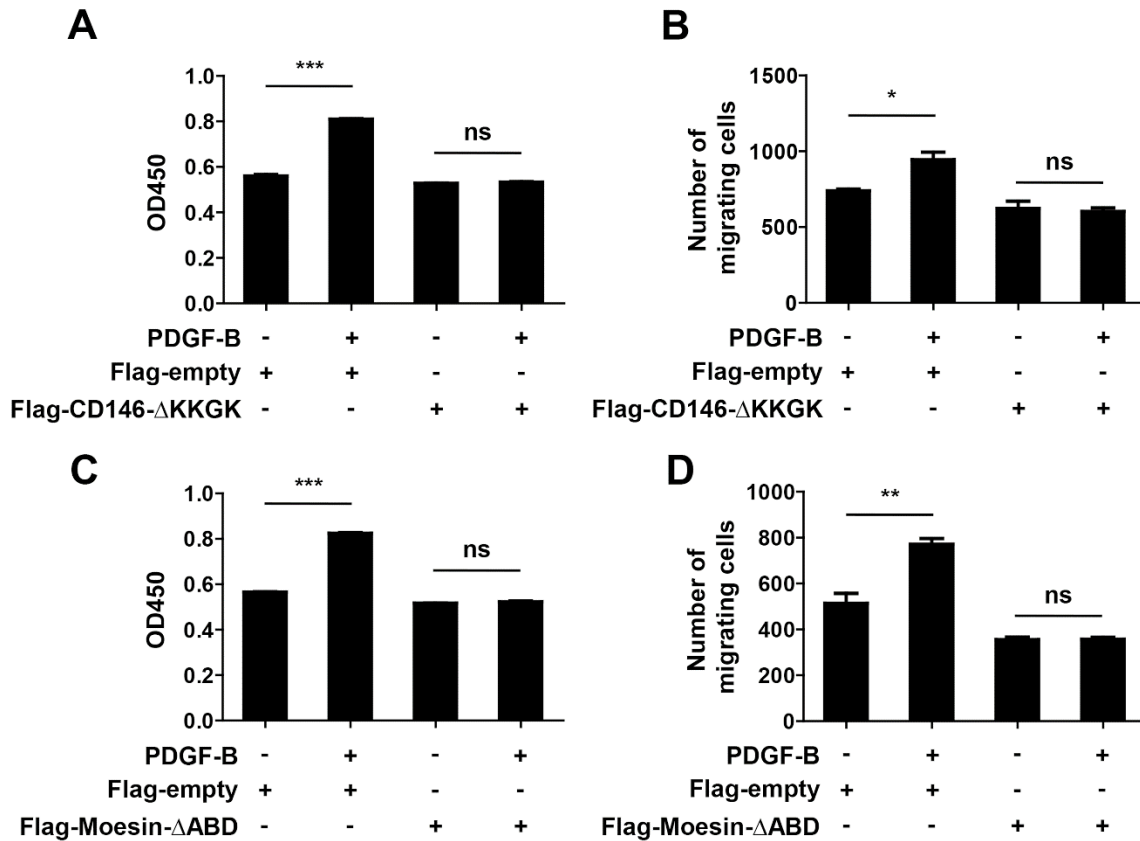 A
OD450
1.0
0.8
0.6
0.4
0.2
0.0
***
ns
PDGF-B - + - +
Flag-empty + + - -
Flag-CD146-ΔKKGK - - + +
B
Number of
migrating cells
1500
1000
500
0
*
ns
PDGF-B - + - +
Flag-empty + + - -
Flag-CD146-ΔKKGK - - + +
C
OD450
1.0
0.8
0.6
0.4
0.2
0.0
***
ns
PDGF-B - + - +
Flag-empty + + - -
Flag-Moesin-ΔABD - - + +
D
Number of
migrating cells
1000
800
600
400
200
0
**
ns
PDGF-B - + - +
Flag-empty + + - -
Flag-Moesin-ΔABD - - + +